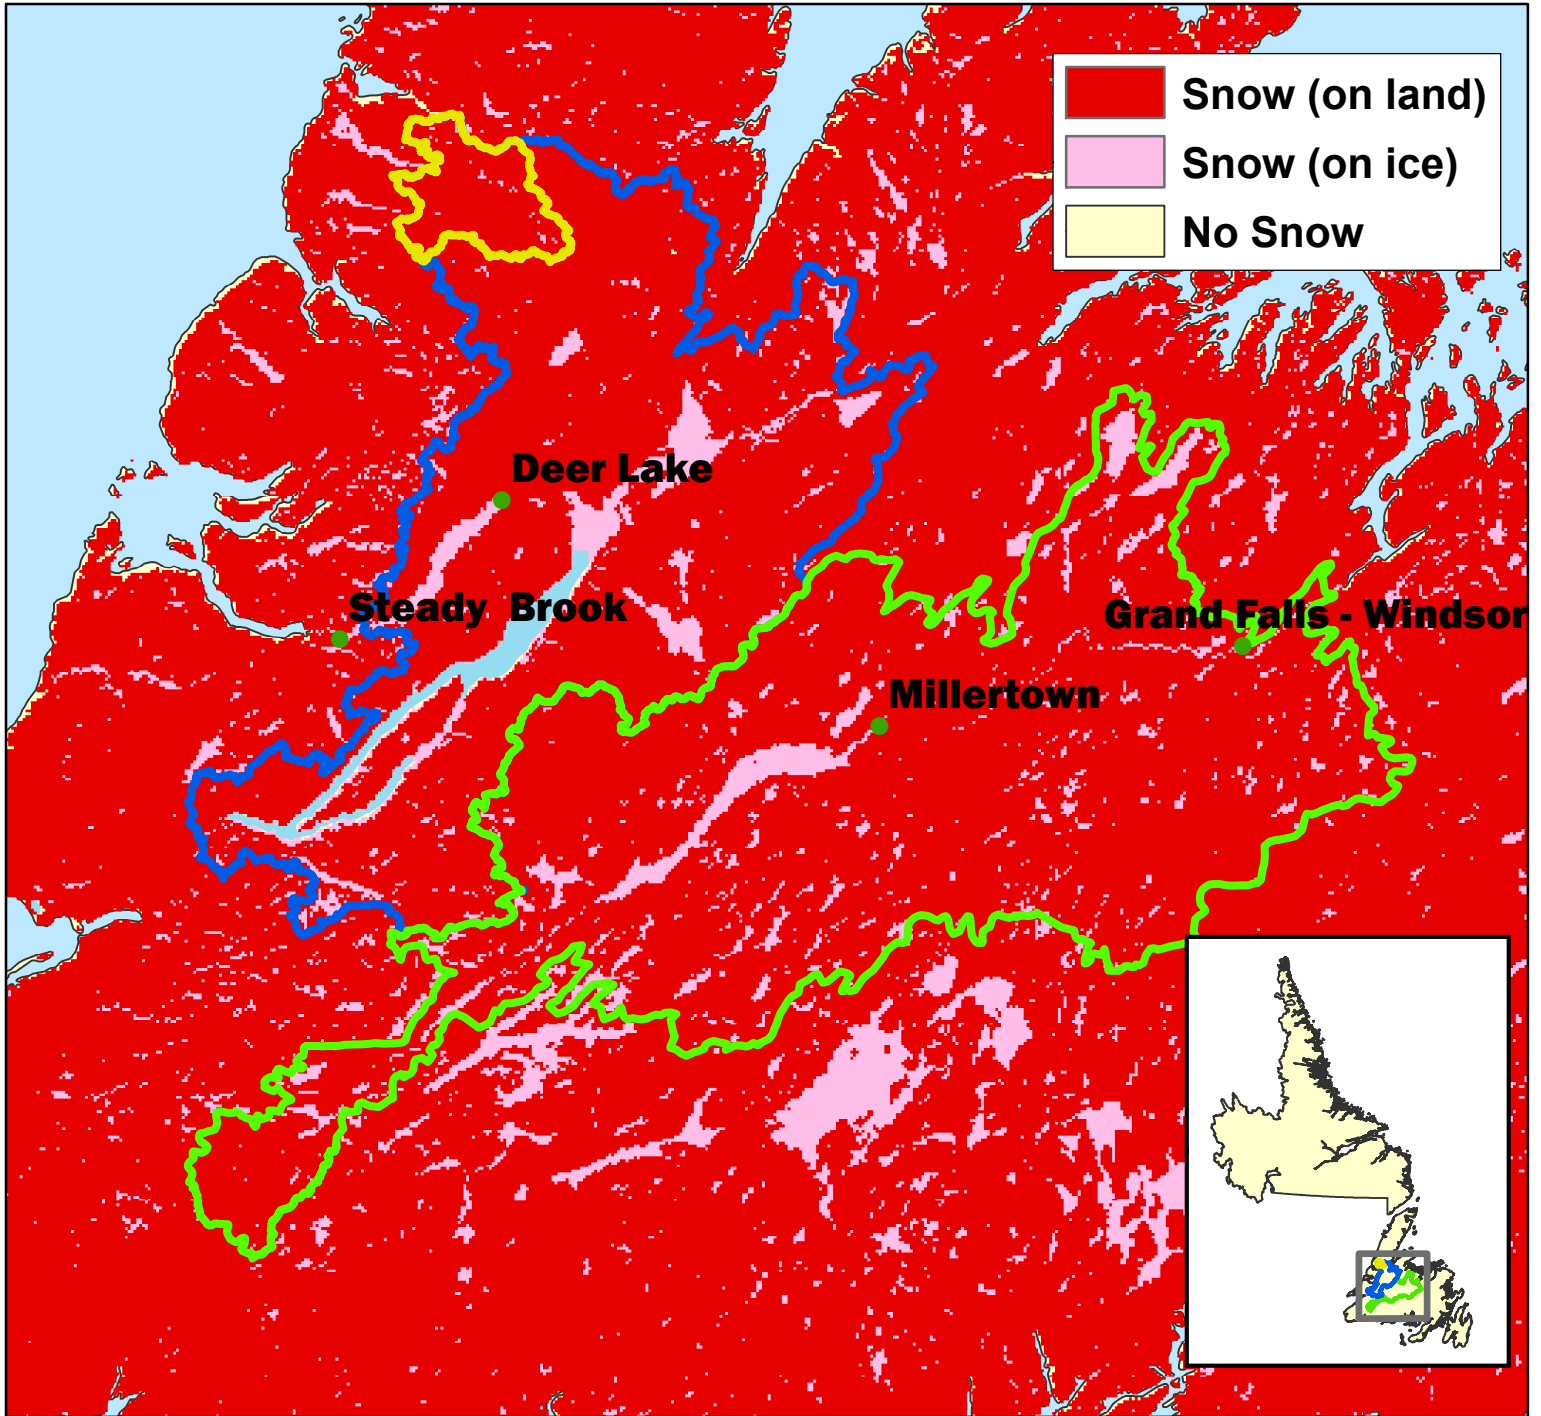 Snow (on land)
Snow (on ice)
No Snow
Deer Lake
Steady Brook
Grand Falls - Windsor
Millertown